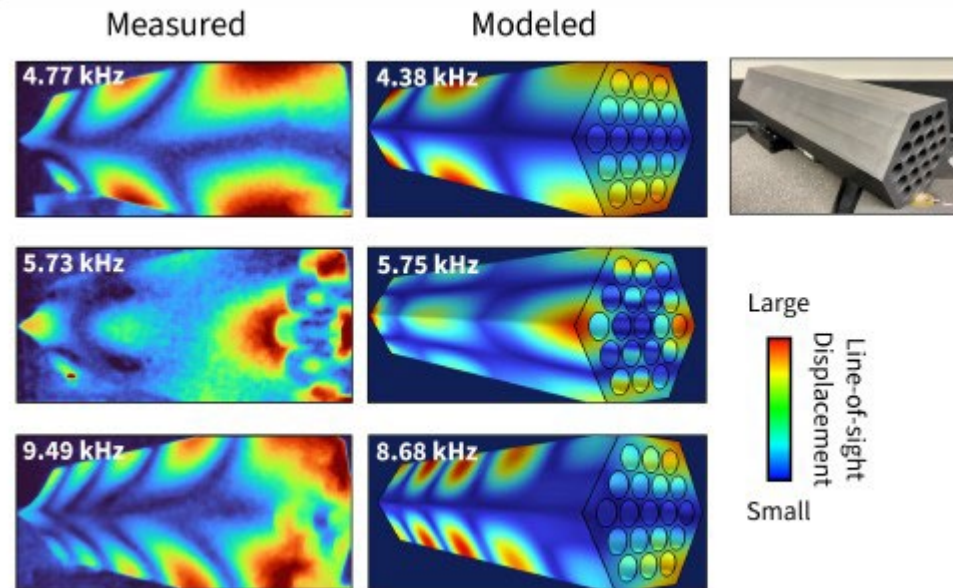 Measured
Modeled
4.77 kHz
4.38 kHz
5.73 kHz
5.75 kHz
Large
Line-of-sight
Displacement
Small
9.49 kHz
8.68 kHz